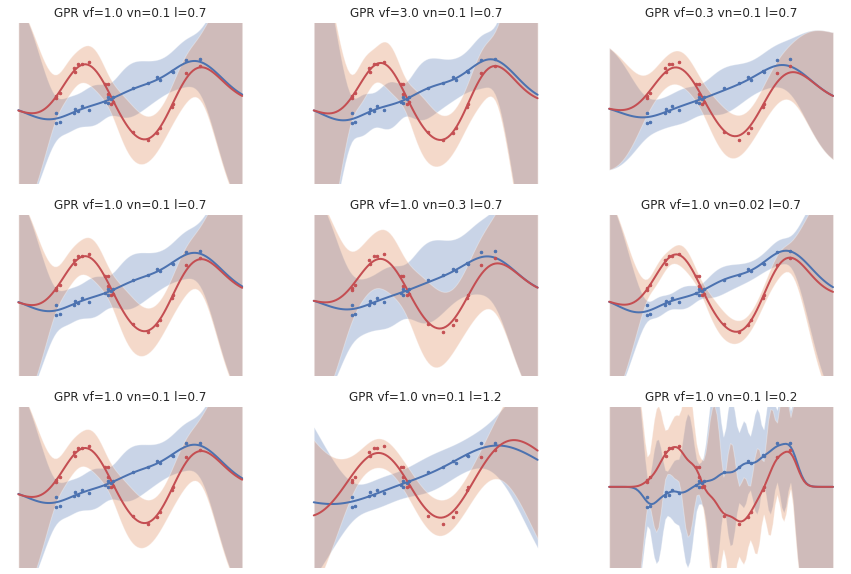 GPR vf=1.0 vn=0.1 l=0.7
GPR vf=3.0 vn=0.1 l=0.7
GPR vf=0.3 vn=0.1 l=0.7
GPR vf=1.0 vn=0.1 l=0.7
GPR vf=1.0 vn=0.3 l=0.7
GPR vf=1.0 vn=0.02 l=0.7
GPR vf=1.0 vn=0.1 l=0.7
GPR vf=1.0 vn=0.1 l=1.2
GPR vf=1.0 vn=0.1 l=0.2